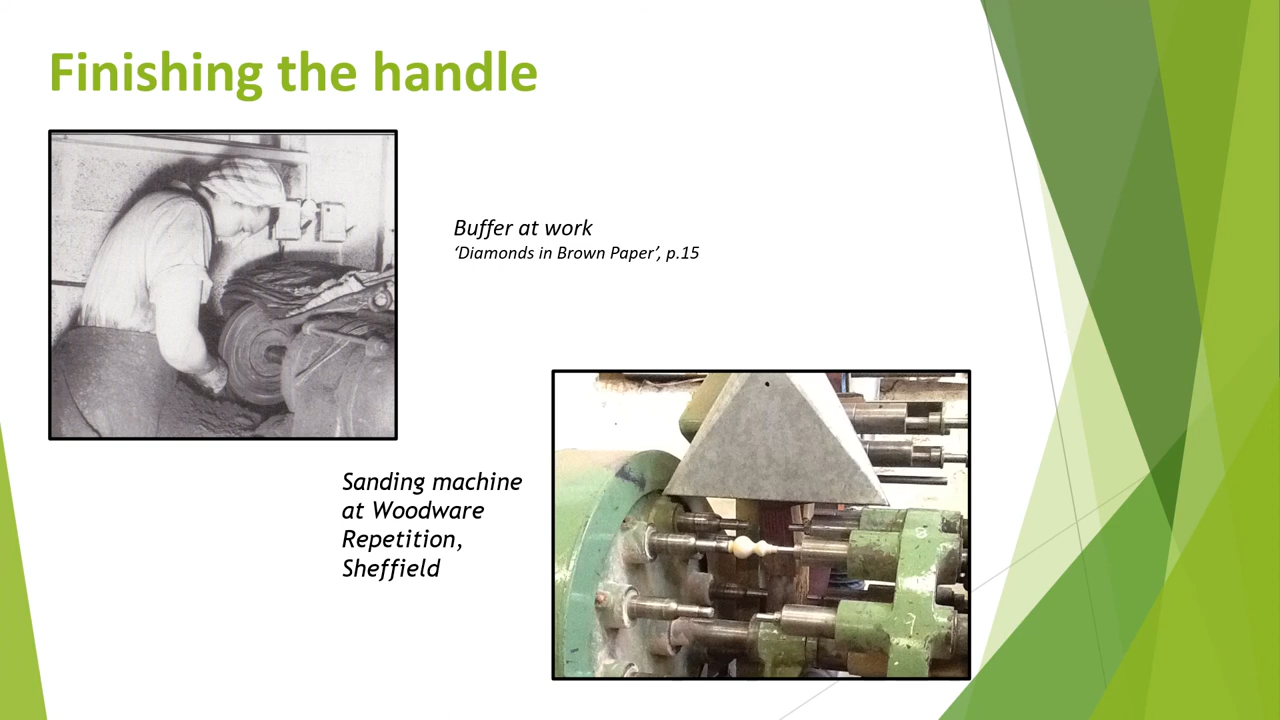 Finishing the handle
Buffer at work
‘Diamonds in Brown Paper’, p.15
Sanding machine
at Woodware
Repetition,
Sheffield